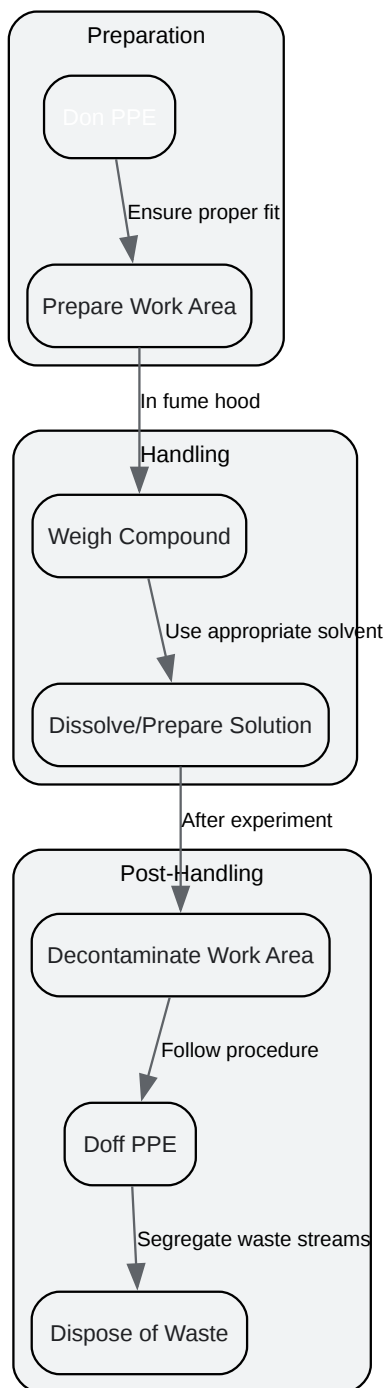 Preparation
Don PPE
Ensure proper fit
Prepare Work Area
In fume hood
Handling
Weigh Compound
Use appropriate solvent
Dissolve/Prepare Solution
After experiment
Post-Handling
Decontaminate Work Area
Follow procedure
Doff PPE
Segregate waste streams
Dispose of Waste